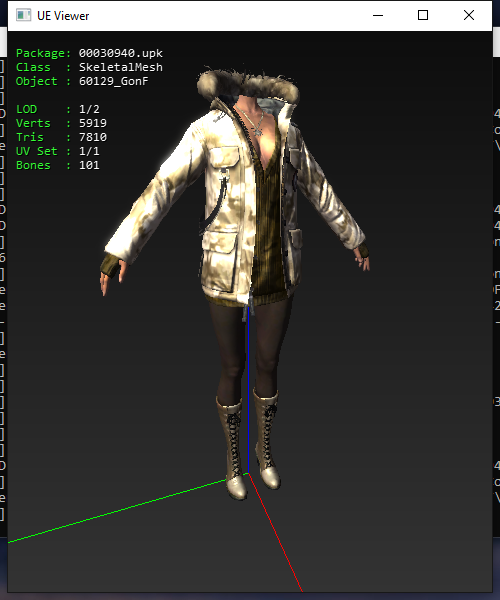 UE Viewer
Package: 00030940.upk
Class : SkeletalMesh
Object : 60129_GonF
LOD : 1/2
Verts : 5919
Tris : 7810
UV Set : 1/1
Bones : 101